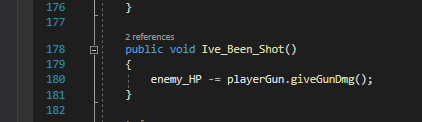 176 }
177
2 references
178 public void Ive_Been_Shot()
179 {
180 enemy_HP -= playerGun.giveGunDmg();
181 }
182